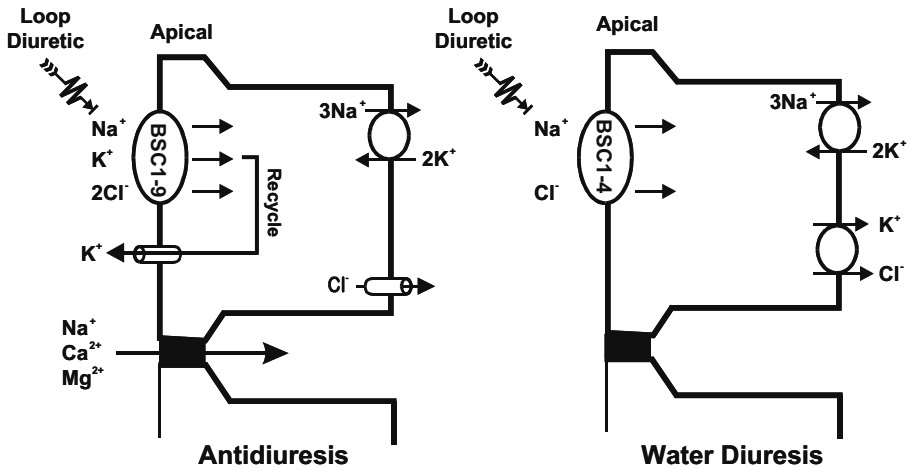 Loop
Diuretic
Apical
Na⁺
K⁺
2Cl⁻
BSC1-9
Recycle
3Na⁺
2K⁺
K⁺
Cl⁻
Na⁺
Ca²⁺
Mg²⁺
Antidiuresis
Loop
Diuretic
Apical
Na⁺
Cl⁻
BSC1-4
3Na⁺
2K⁺
K⁺
Cl⁻
Water Diuresis